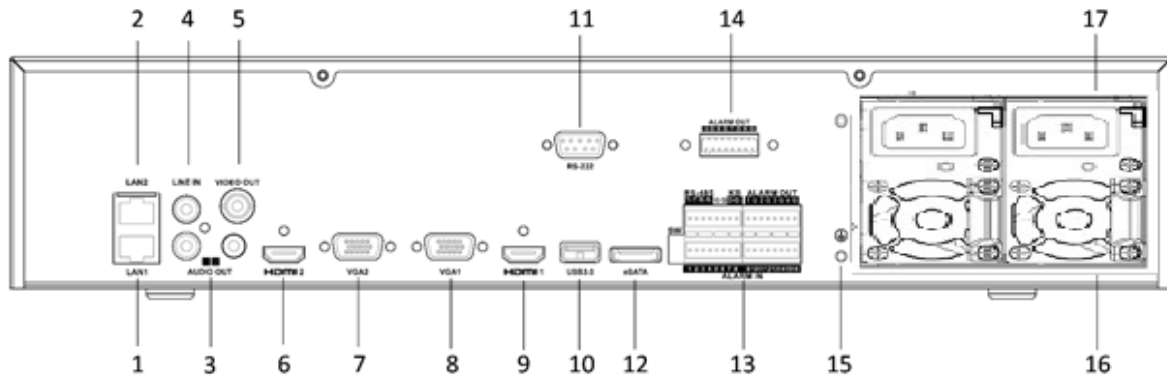 2 4 5 11 14 17
ALARM OUT
RS-232
LAN2 LINE IN VIDEO OUT
RS-485 KB ALARM OUT
LAN1 AUDIO OUT HDMI 2 VGA2 VGA1 HDMI 1 USB3.0 eSATA
ALARM IN
1 3 6 7 8 9 10 12 13 15 16